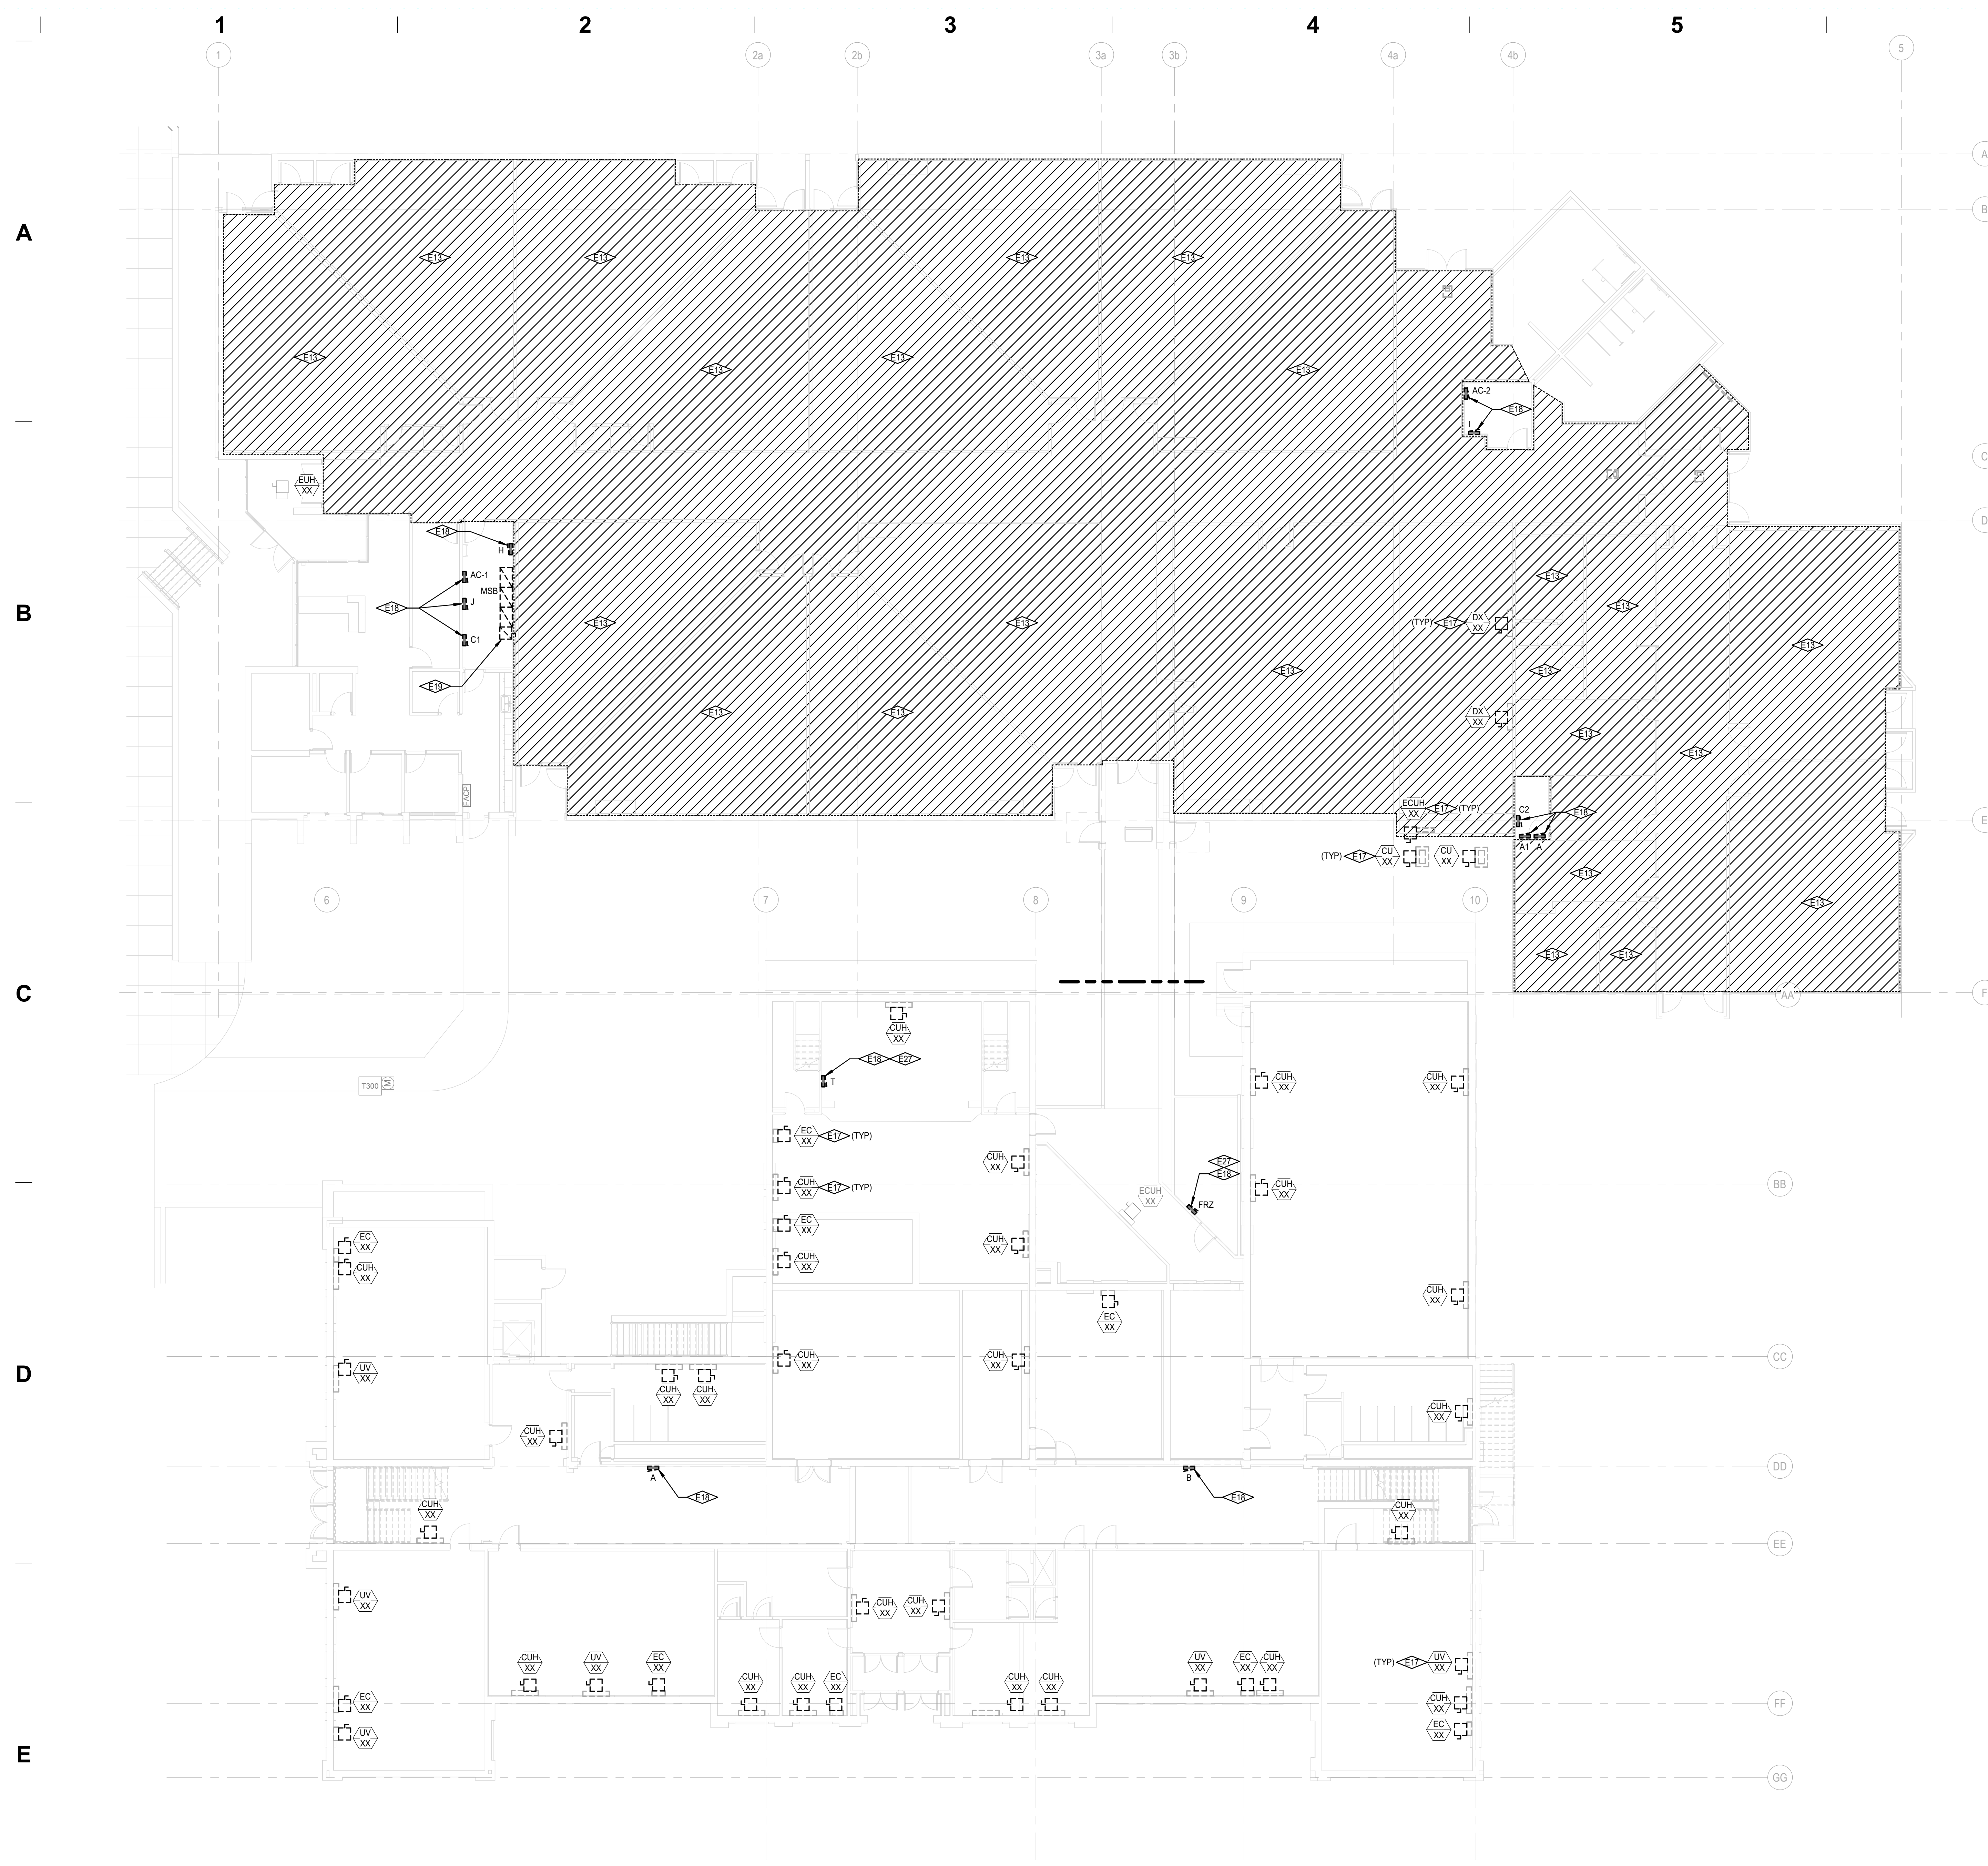 1 2 3 4 5
1 2a 2b 3a 3b 4a 4b 5
A
B
A
E13 E13 E13 E13
E13 E13 E13 E13
AC-2
E18
I
C
EUH
XX
D
E18
H
AC-1
MSB
E18
J
C1
B
E13 E13
E13
E13
(TYP) E17 DX
XX
E13
E13
E13
E19
E13 E13
DX
XX
E13
E13
FACP
ECUH
XX
E17 (TYP)
C2
E18
E
A1 A
(TYP) E17 CU
XX
CU
XX
E13
E13
6 7 8 9 10
E13 E13
C
AA
F
CUH
XX
E18 E27
T
T300
M
CUH
XX
CUH
XX
EC
XX
E17 (TYP)
CUH
XX
E27
E18
CUH
XX
E17 (TYP)
ECUH
XX
FRZ
CUH
XX
BB
EC
XX
EC
XX
CUH
XX
CUH
XX
CUH
XX
CUH
XX
EC
XX
CUH
XX
CUH
XX
CC
D
UV
XX
CUH
XX
CUH
XX
CUH
XX
CUH
XX
DD
A
E18
B
E18
CUH
XX
CUH
XX
EE
UV
XX
CUH
XX
CUH
XX
CUH
XX
UV
XX
EC
XX
CUH
XX
CUH
XX
EC
XX
CUH
XX
CUH
XX
UV
XX
EC
XX
CUH
XX
(TYP) E17 UV
XX
EC
XX
CUH
XX
FF
UV
XX
EC
XX
E
GG